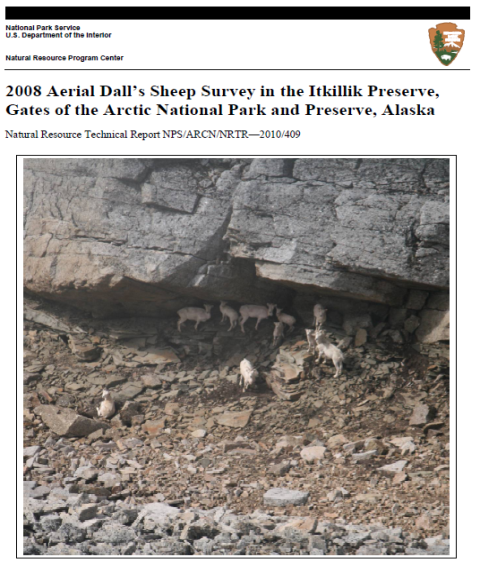 National Park Service
U.S. Department of the Interior
Natural Resource Program Center
2008 Aerial Dall's Sheep Survey in the Itkillik Preserve,
Gates of the Arctic National Park and Preserve, Alaska
Natural Resource Technical Report NPS/ARCN/NRTR—2010/409